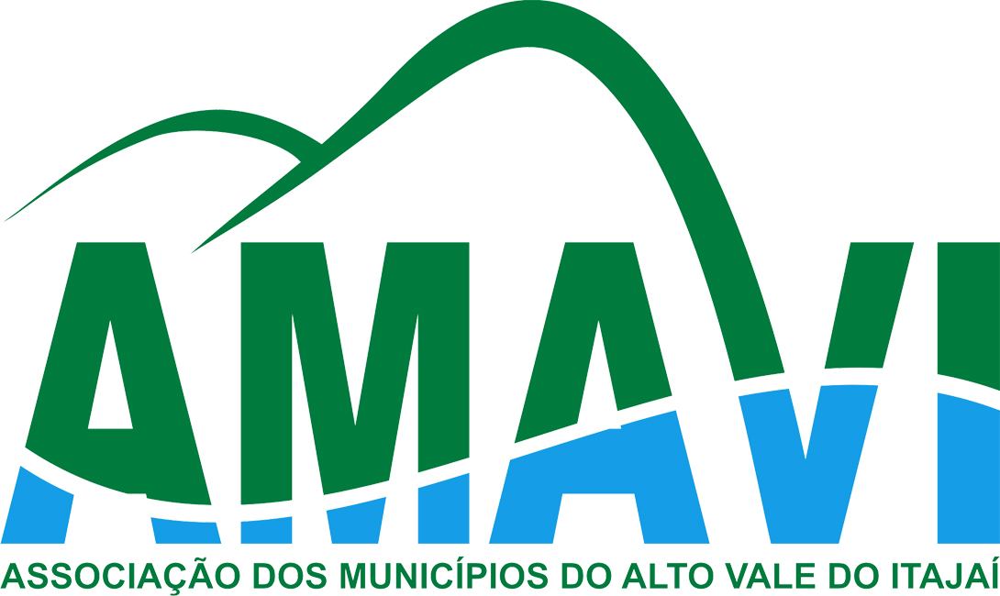 AMAVI
ASSOCIAÇÃO DOS MUNICÍPIOS DO ALTO VALE DO ITAJAÍ